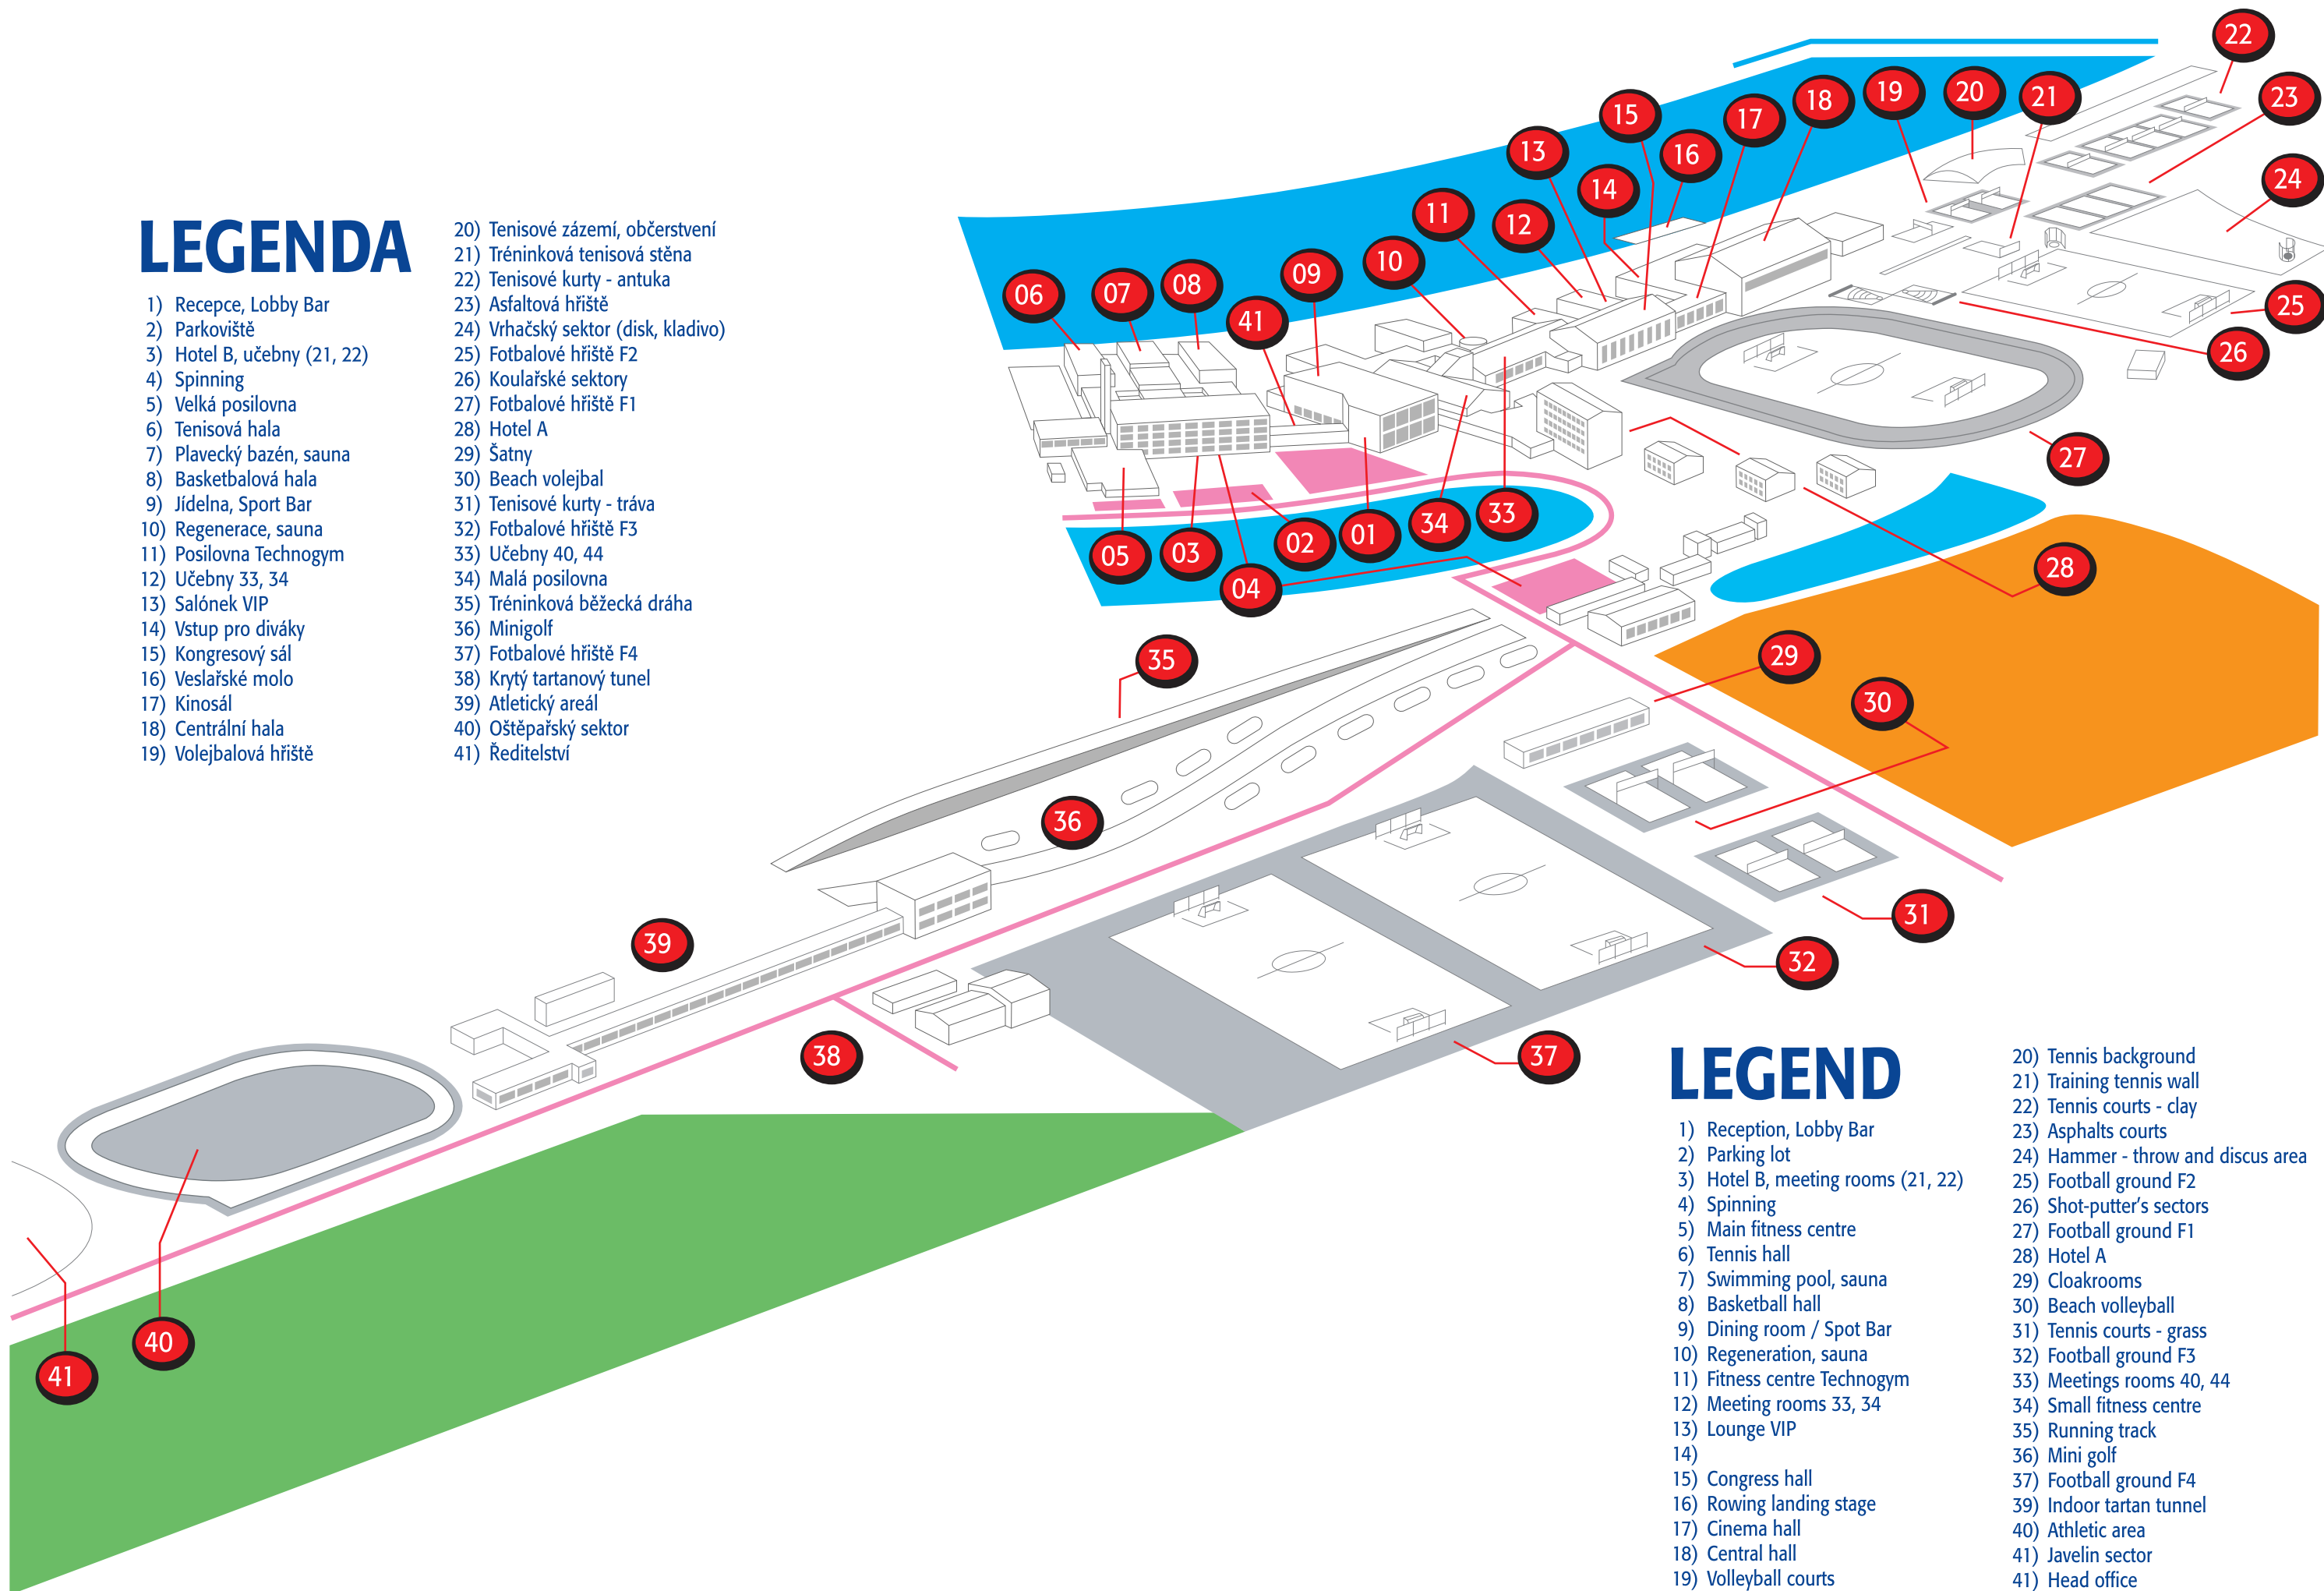 LEGENDA
1) Recepce, Lobby Bar
2) Parkoviště
3) Hotel B, učebny (21, 22)
4) Spinning
5) Velká posilovna
6) Tenisová hala
7) Plavecký bazén, sauna
8) Basketbalová hala
9) Jídelna, Sport Bar
10) Regenerace, sauna
11) Posilovna Technogym
12) Učebny 33, 34
13) Salónek VIP
14) Vstup pro diváky
15) Kongresový sál
16) Veslařské molo
17) Kinosál
18) Centrální hala
19) Volejbalová hřiště
20) Tenisové zázemí, občerstvení
21) Tréninková tenisová stěna
22) Tenisové kurty - antuka
23) Asfaltová hřiště
24) Vrhačský sektor (disk, kladivo)
25) Fotbalové hřiště F2
26) Koulařské sektory
27) Fotbalové hřiště F1
28) Hotel A
29) Šatny
30) Beach volejbal
31) Tenisové kurty - tráva
32) Fotbalové hřiště F3
33) Učebny 40, 44
34) Malá posilovna
35) Tréninková běžecká dráha
36) Minigolf
37) Fotbalové hřiště F4
38) Krytý tartanový tunel
39) Atletický areál
40) Oštěpařský sektor
41) Ředitelství
22
23
24
25
26
27
28
21
20
19
18
17
16
15
14
13
12
11
10
09
41
08
07
06
05
03
04
02
01
34
33
35
29
30
36
31
32
39
38
37
40
41
LEGEND
1) Reception, Lobby Bar
2) Parking lot
3) Hotel B, meeting rooms (21, 22)
4) Spinning
5) Main fitness centre
6) Tennis hall
7) Swimming pool, sauna
8) Basketball hall
9) Dining room / Spot Bar
10) Regeneration, sauna
11) Fitness centre Technogym
12) Meeting rooms 33, 34
13) Lounge VIP
14)
15) Congress hall
16) Rowing landing stage
17) Cinema hall
18) Central hall
19) Volleyball courts
20) Tennis background
21) Training tennis wall
22) Tennis courts - clay
23) Asphalts courts
24) Hammer - throw and discus area
25) Football ground F2
26) Shot-putter's sectors
27) Football ground F1
28) Hotel A
29) Cloakrooms
30) Beach volleyball
31) Tennis courts - grass
32) Football ground F3
33) Meetings rooms 40, 44
34) Small fitness centre
35) Running track
36) Mini golf
37) Football ground F4
39) Indoor tartan tunnel
40) Athletic area
41) Javelin sector
41) Head office